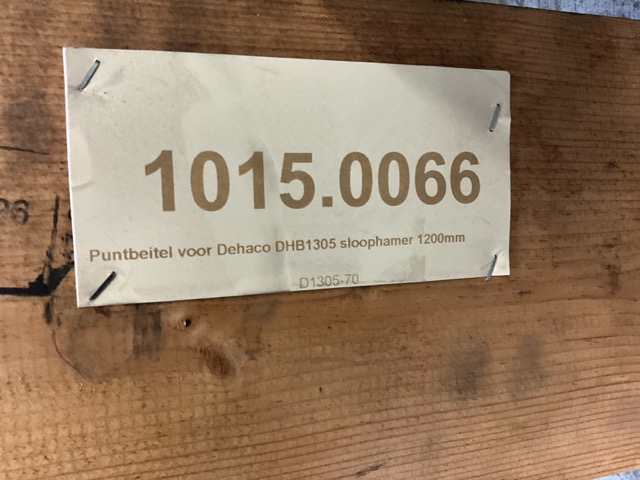 1015.0066
Puntbeitel voor Dehaco DHB1305 sloophamer 1200mm
D1305-70